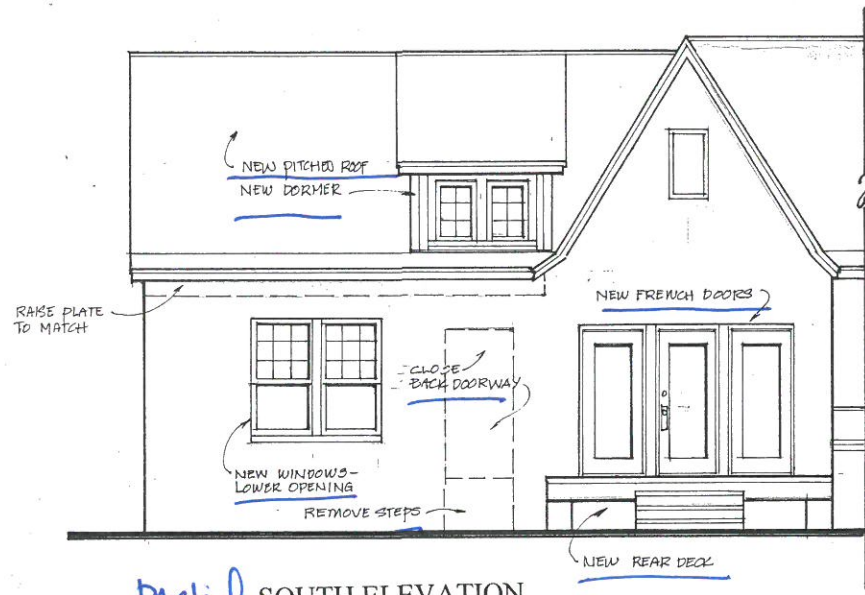 NEW PITCHED ROOF
NEW DORMER
RAISE PLATE
TO MATCH
NEW FRENCH DOORS
CLOSE
BACK DOORWAY
NEW WINDOWS-
LOWER OPENING
REMOVE STEPS
NEW REAR DECK
Partial SOUTH ELEVATION